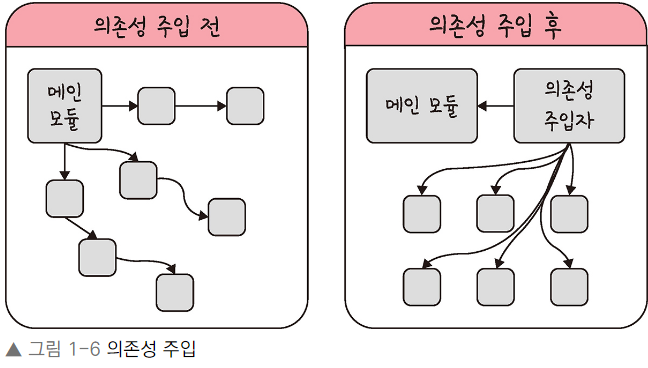 의존성 주입 전
메인
모듈
의존성 주입 후
메인 모듈
의존성
주입자
▲ 그림 1-6 의존성 주입